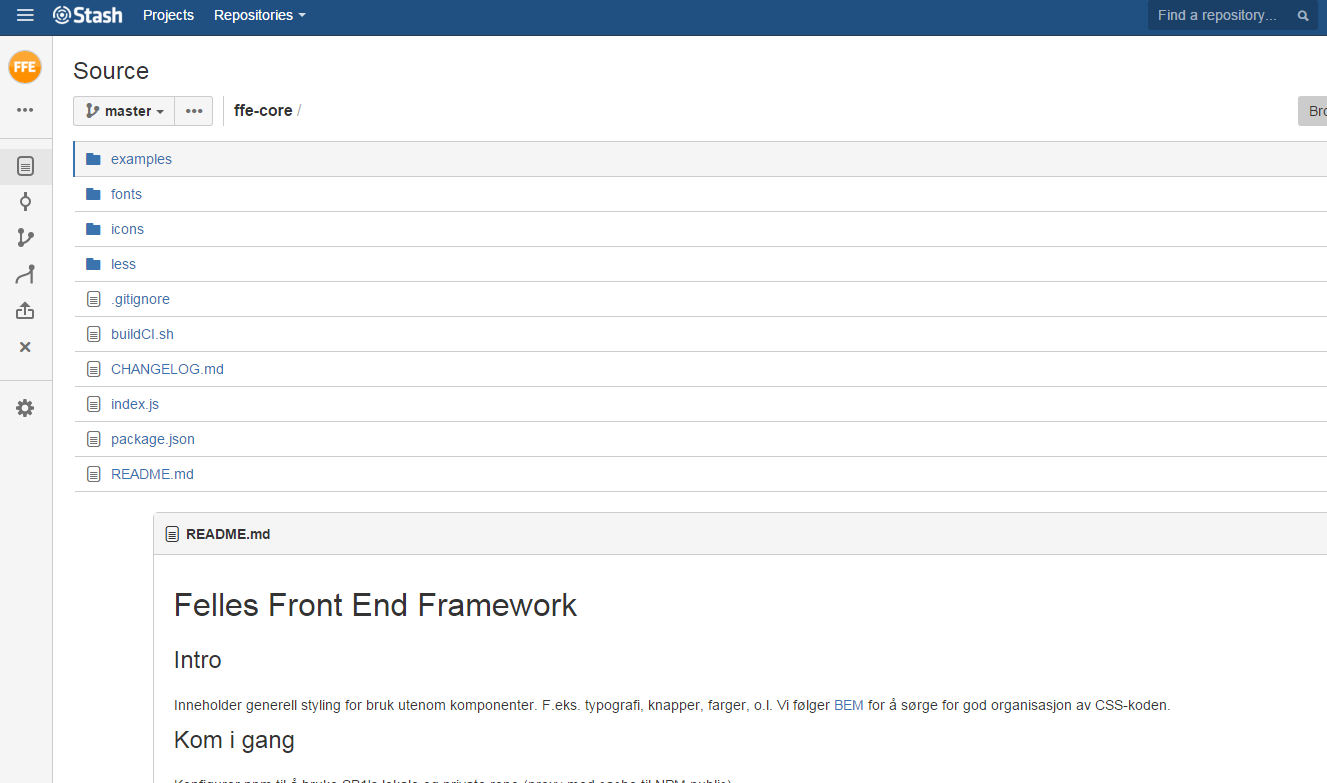 Stash Projects Repositories Find a repository...
FFE
Source
master ffe-core /
examples
fonts
icons
less
.gitignore
buildCI.sh
CHANGELOG.md
index.js
package.json
README.md
README.md
Felles Front End Framework
Intro
Inneholder generell styling for bruk utenom komponenter. F.eks. typografi, knapper, farger, o.l. Vi følger BEM for å sørge for god organisasjon av CSS-koden.
Kom i gang